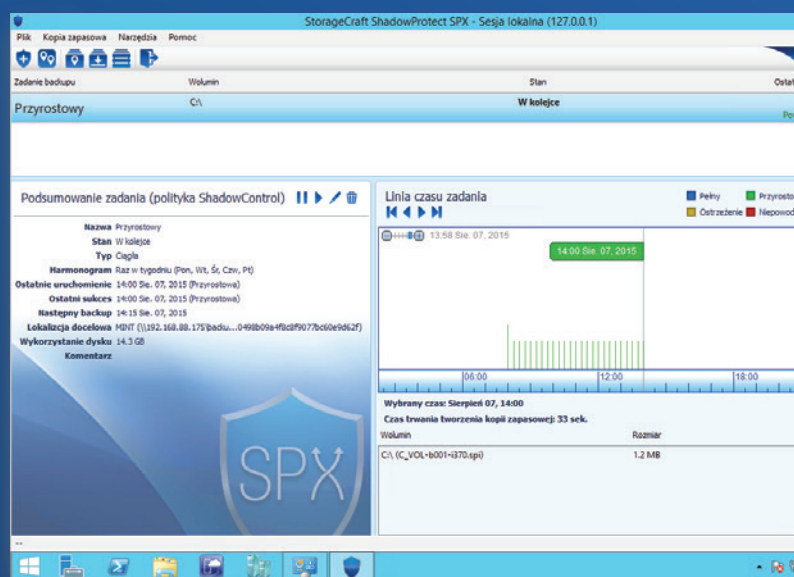 StorageCraft ShadowProtect SPX - Sesja lokalna (127.0.0.1)
Plik Kopia zapasowa Narzędzia Pomoc
Zadanie backupu Wolumin Stan
Przyrostowy C:\ W kolejce
Podsumowanie zadania (polityka ShadowControl)
Nazwa Przyrostowy
Stan W kolejce
Typ Ciągła
Harmonogram Raz w tygodniu (Pon, Wt, Śr, Czw, Pt)
Ostatnie uruchomienie 14:00 Sie. 07, 2015 (Przyrostowa)
Ostatni sukces 14:00 Sie. 07, 2015 (Przyrostowa)
Następny backup 14:15 Sie. 07, 2015
Lokalizacja docelowa MINT
Wykorzystanie dysku 14.3 GB
Komentarz
SPX
Linia czasu zadania
Pełny Przyrosto
Ostrzeżenie Niepowod
13:58 Sie. 07, 2015
14:00 Sie. 07, 2015
06:00 12:00 18:00
Wybrany czas: Sierpień 07, 14:00
Czas trwania tworzenia kopii zapasowej: 33 sek.
Wolumin Rozmiar
C:\ (C_VOL-b001-i370.spi) 1.2 MB
--